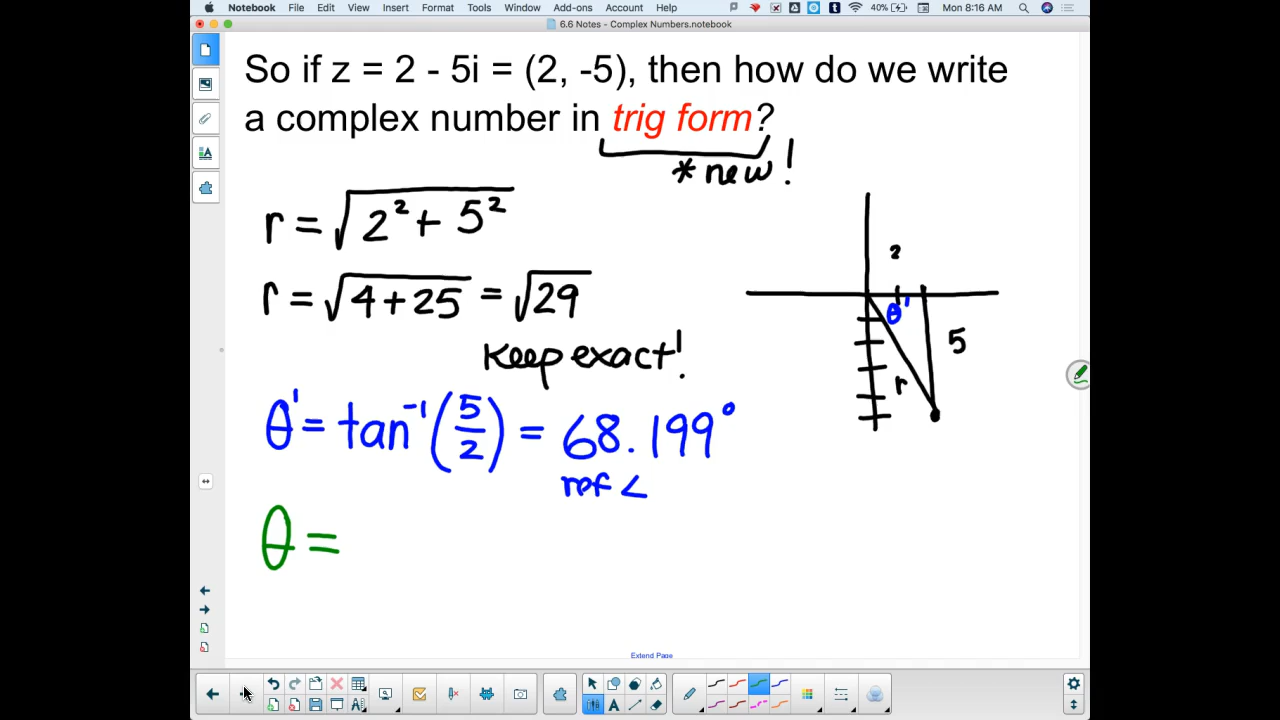 Notebook File Edit View Insert Format Tools Window Add-ons Account Help 40% Mon 8:16 AM
6.6 Notes - Complex Numbers.notebook
So if z = 2 - 5i = (2, -5), then how do we write
a complex number in trig form?
* new!
r = √2² + 5²
2
r = √4+25 = √29
θ'
5
Keep exact!
r
θ' = tan⁻¹(5/2) = 68.199°
ref <
θ =
Extend Page